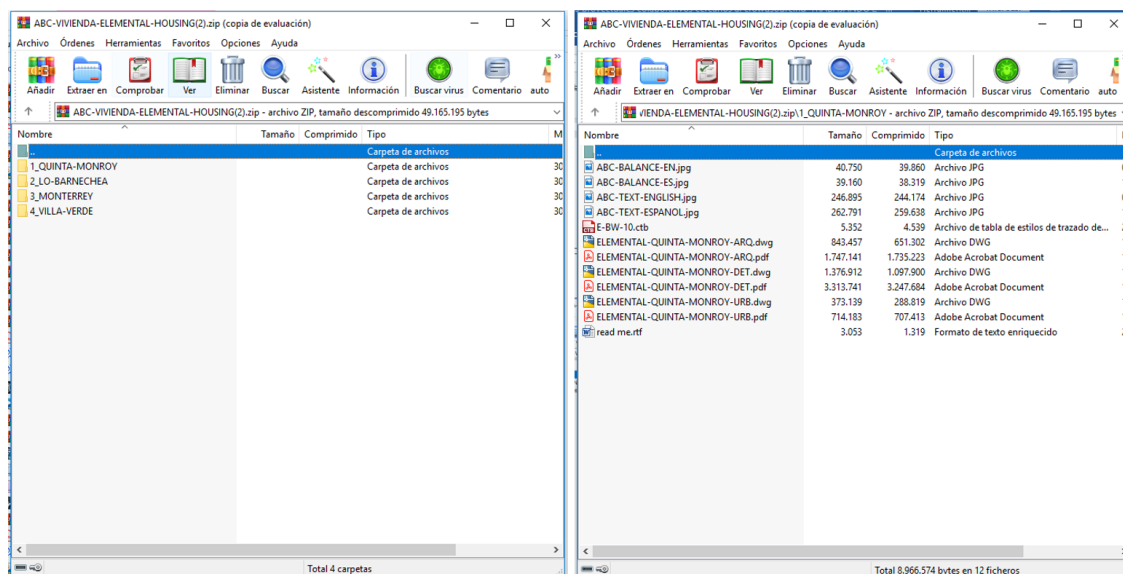 ABC-VIVIENDA-ELEMENTAL-HOUSING(2).zip (copia de evaluación)
Archivo Órdenes Herramientas Favoritos Opciones Ayuda
Añadir Extraer en Comprobar Ver Eliminar Buscar Asistente Información Buscar virus Comentario auto
ABC-VIVIENDA-ELEMENTAL-HOUSING(2).zip - archivo ZIP, tamaño descomprimido 49.165.195 bytes
Nombre Tamaño Comprimido Tipo M
.. Carpeta de archivos
1_QUINTA-MONROY Carpeta de archivos 30
2_LO-BARNECHEA Carpeta de archivos 30
3_MONTERREY Carpeta de archivos 30
4_VILLA-VERDE Carpeta de archivos 30
Total 4 carpetas
ABC-VIVIENDA-ELEMENTAL-HOUSING(2).zip (copia de evaluación)
Archivo Órdenes Herramientas Favoritos Opciones Ayuda
Añadir Extraer en Comprobar Ver Eliminar Buscar Asistente Información Buscar virus Comentario auto
VIENDA-ELEMENTAL-HOUSING(2).zip\1_QUINTA-MONROY - archivo ZIP, tamaño descomprimido 49.165.195 bytes
Nombre Tamaño Comprimido Tipo
.. Carpeta de archivos
ABC-BALANCE-EN.jpg 40.750 39.860 Archivo JPG
ABC-BALANCE-ES.jpg 39.160 38.319 Archivo JPG
ABC-TEXT-ENGLISH.jpg 246.895 244.174 Archivo JPG
ABC-TEXT-ESPANOL.jpg 262.791 259.638 Archivo JPG
E-BW-10.ctb 5.352 4.539 Archivo de tabla de estilos de trazado de...
ELEMENTAL-QUINTA-MONROY-ARQ.dwg 843.457 651.302 Archivo DWG
ELEMENTAL-QUINTA-MONROY-ARQ.pdf 1.747.141 1.735.223 Adobe Acrobat Document
ELEMENTAL-QUINTA-MONROY-DET.dwg 1.376.912 1.097.900 Archivo DWG
ELEMENTAL-QUINTA-MONROY-DET.pdf 3.313.741 3.247.684 Adobe Acrobat Document
ELEMENTAL-QUINTA-MONROY-URB.dwg 373.139 288.819 Archivo DWG
ELEMENTAL-QUINTA-MONROY-URB.pdf 714.183 707.413 Adobe Acrobat Document
read me.rtf 3.053 1.319 Formato de texto enriquecido
Total 8.966.574 bytes en 12 ficheros